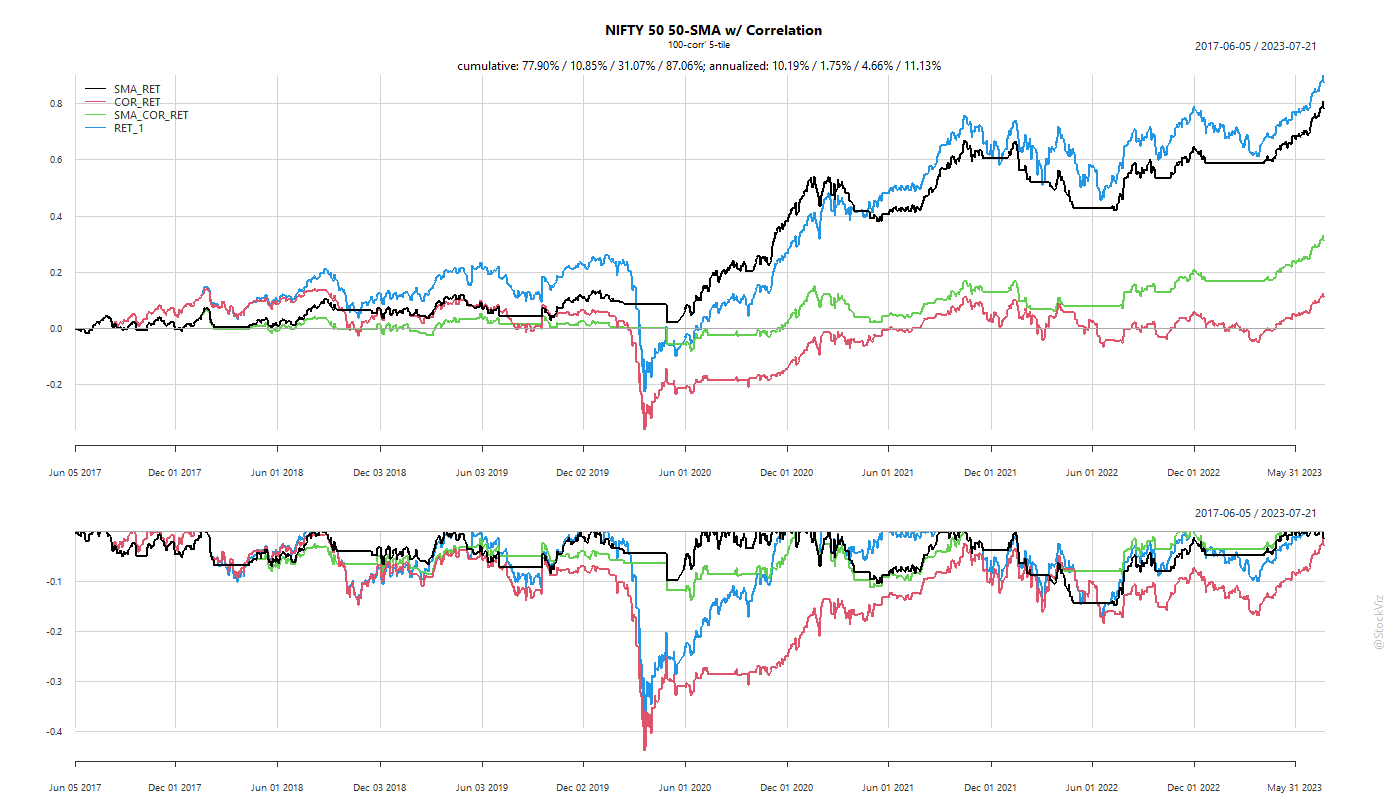 NIFTY 50 50-SMA w/ Correlation
100-corr' 5-tile
2017-06-05 / 2023-07-21
cumulative: 77.90% / 10.85% / 31.07% / 87.06%; annualized: 10.19% / 1.75% / 4.66% / 11.13%
SMA_RET
COR_RET
SMA_COR_RET
RET_1
0.8
0.6
0.4
0.2
0.0
-0.2
Jun 05 2017 Dec 01 2017 Jun 01 2018 Dec 03 2018 Jun 03 2019 Dec 02 2019 Jun 01 2020 Dec 01 2020 Jun 01 2021 Dec 01 2021 Jun 01 2022 Dec 01 2022 May 31 2023
2017-06-05 / 2023-07-21
-0.1
-0.2
-0.3
-0.4
Jun 05 2017 Dec 01 2017 Jun 01 2018 Dec 03 2018 Jun 03 2019 Dec 02 2019 Jun 01 2020 Dec 01 2020 Jun 01 2021 Dec 01 2021 Jun 01 2022 Dec 01 2022 May 31 2023
@StockViz